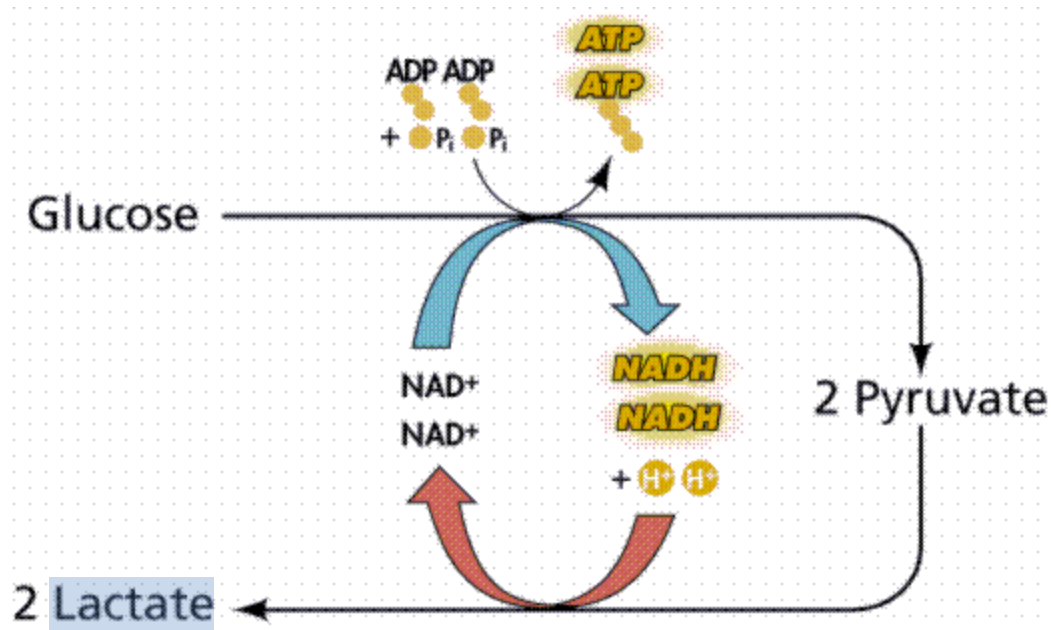 ATP
ADP ADP
ATP
+ Pi Pi
Glucose
NAD+
NADH
2 Pyruvate
NAD+
NADH
+ H+ H+
2 Lactate